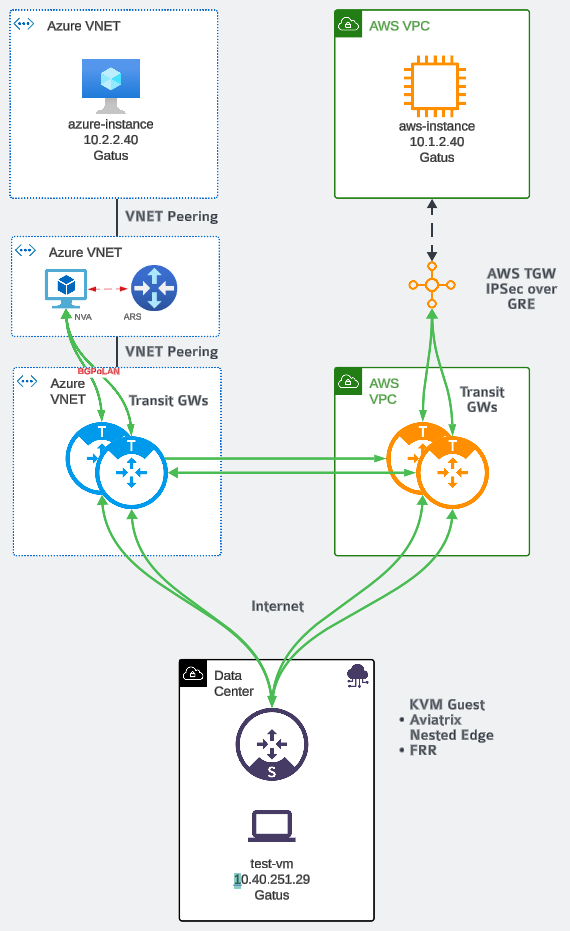 Azure VNET
azure-instance
10.2.2.40
Gatus
AWS VPC
aws-instance
10.1.2.40
Gatus
VNET Peering
Azure VNET
NVA
ARS
AWS TGW
IPSec over
GRE
VNET Peering
BGPoLAN
Azure
VNET
Transit GWs
T
T
AWS
VPC
Transit
GWs
T
T
Internet
Data
Center
S
test-vm
10.40.251.29
Gatus
KVM Guest
• Aviatrix
Nested Edge
• FRR